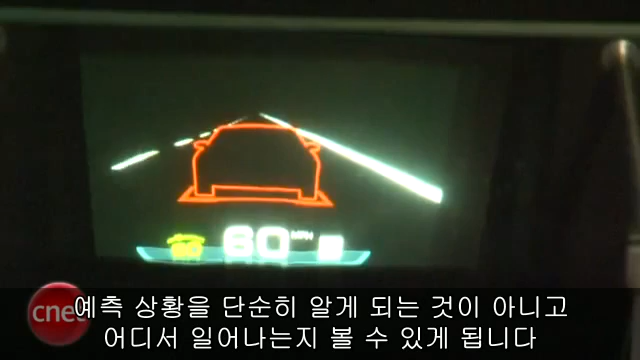 60 MPH
cnet
예측 상황을 단순히 알게 되는 것이 아니고
어디서 일어나는지 볼 수 있게 됩니다